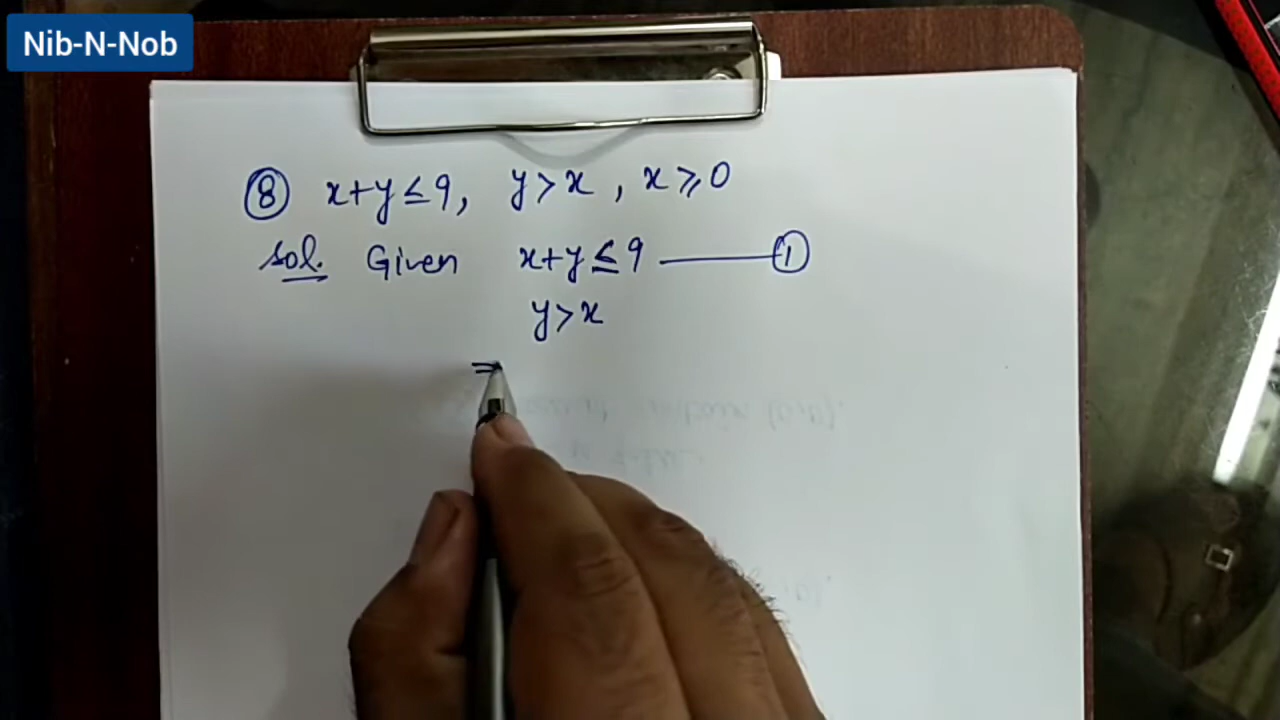 Nib-N-Nob
⑧ x+y≤9, y>x, x≥0
Sol. Given x+y≤9 ——— ①
y>x
=